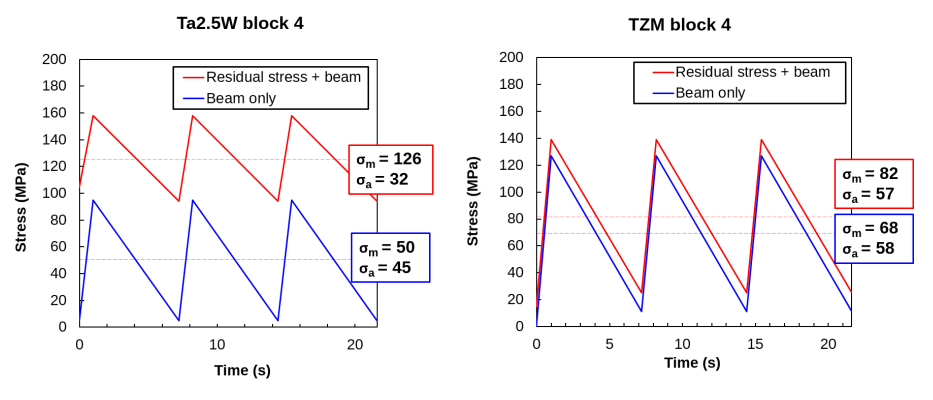 Ta2.5W block 4
Stress (MPa)
200
180
160
140
120
100
80
60
40
20
0
Residual stress + beam
Beam only
σm = 126
σa = 32
σm = 50
σa = 45
0
10
20
Time (s)
TZM block 4
Stress (MPa)
200
180
160
140
120
100
80
60
40
20
0
Residual stress + beam
Beam only
σm = 82
σa = 57
σm = 68
σa = 58
0
5
10
15
20
Time (s)